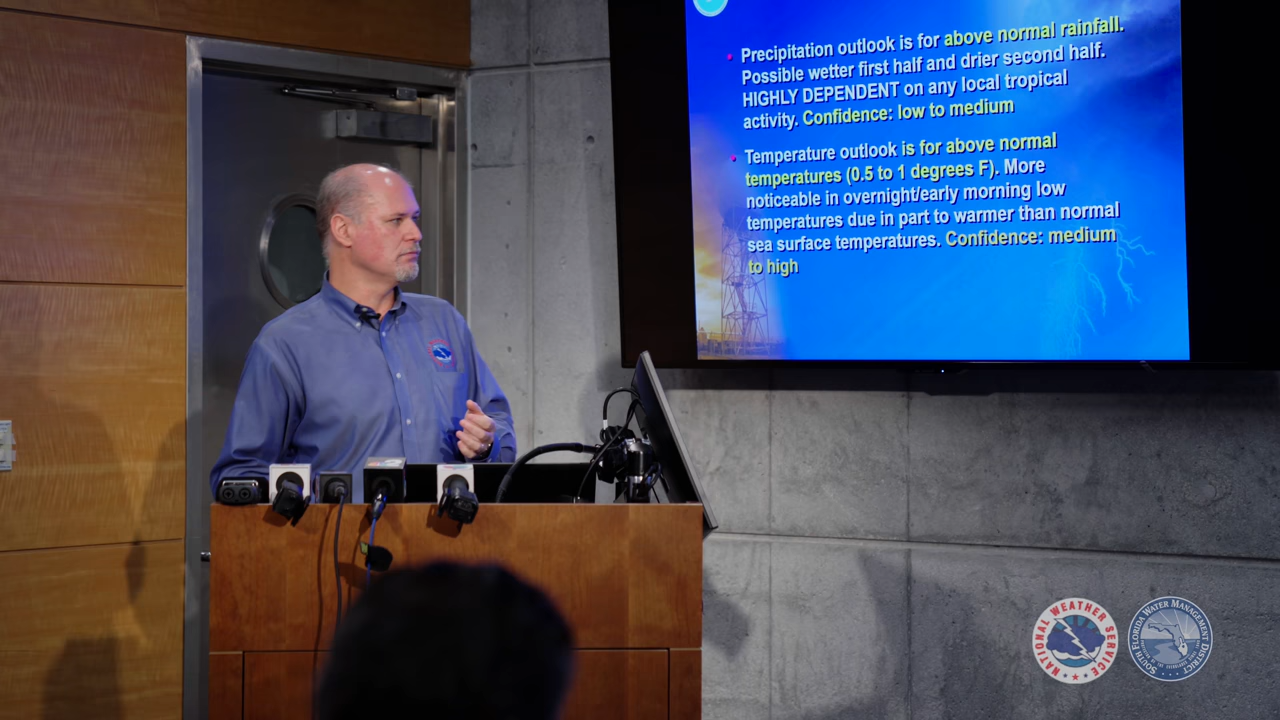 Precipitation outlook is for above normal rainfall.
Possible wetter first half and drier second half.
HIGHLY DEPENDENT on any local tropical
activity. Confidence: low to medium
Temperature outlook is for above normal
temperatures (0.5 to 1 degrees F). More
noticeable in overnight/early morning low
temperatures due in part to warmer than normal
sea surface temperatures. Confidence: medium
to high
NATIONAL WEATHER SERVICE
SOUTH FLORIDA WATER MANAGEMENT DISTRICT